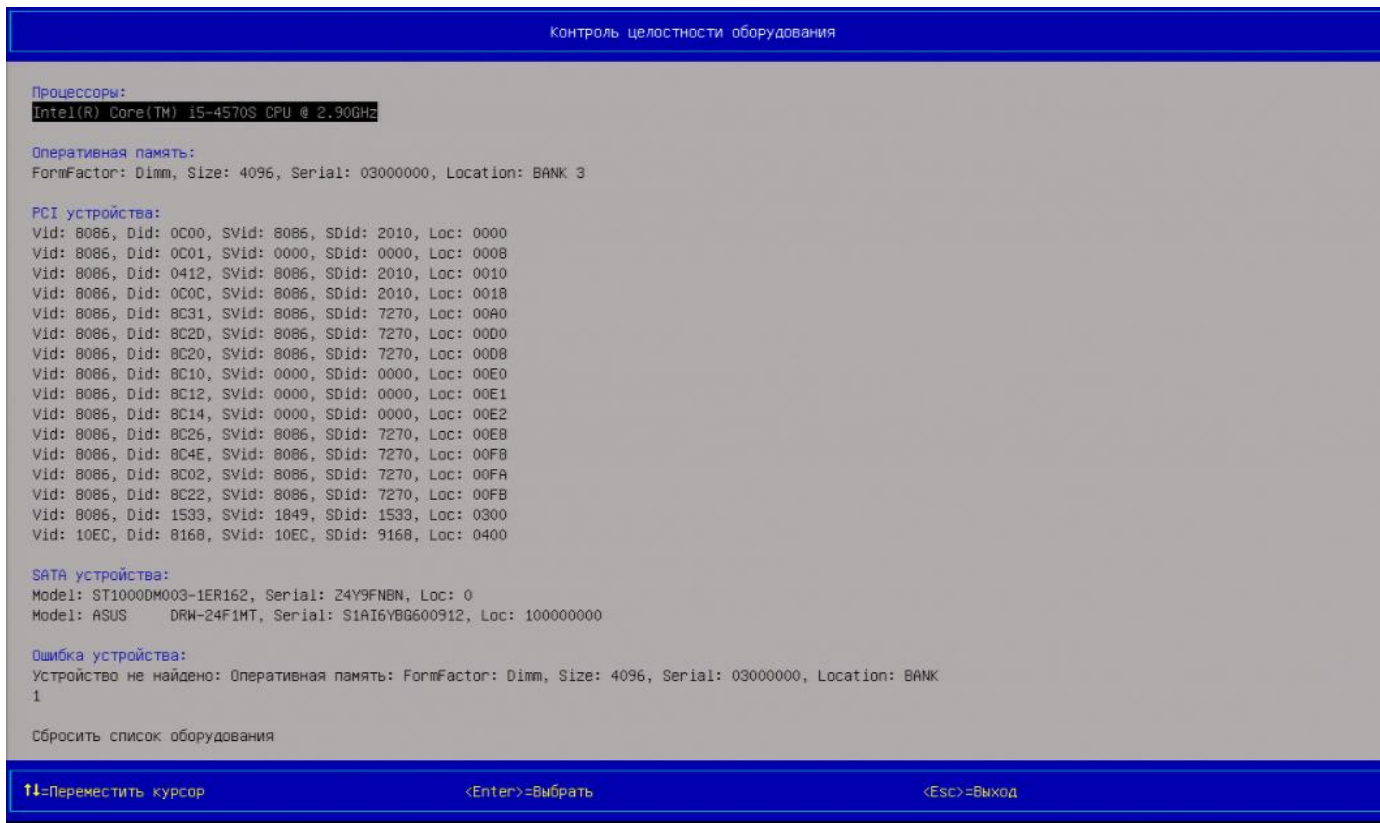 Контроль целостности оборудования
Процессоры:
Intel(R) Core(TM) i5-4570S CPU @ 2.90GHz
Оперативная память:
FormFactor: Dimm, Size: 4096, Serial: 03000000, Location: BANK 3
PCI устройства:
Vid: 8086, Did: 0C00, SVid: 8086, SDid: 2010, Loc: 0000
Vid: 8086, Did: 0C01, SVid: 0000, SDid: 0000, Loc: 0008
Vid: 8086, Did: 0412, SVid: 8086, SDid: 2010, Loc: 0010
Vid: 8086, Did: 0C0C, SVid: 8086, SDid: 2010, Loc: 0018
Vid: 8086, Did: 8C31, SVid: 8086, SDid: 7270, Loc: 00A0
Vid: 8086, Did: 8C2D, SVid: 8086, SDid: 7270, Loc: 00D0
Vid: 8086, Did: 8C20, SVid: 8086, SDid: 7270, Loc: 00D8
Vid: 8086, Did: 8C10, SVid: 0000, SDid: 0000, Loc: 00E0
Vid: 8086, Did: 8C12, SVid: 0000, SDid: 0000, Loc: 00E1
Vid: 8086, Did: 8C14, SVid: 0000, SDid: 0000, Loc: 00E2
Vid: 8086, Did: 8C26, SVid: 8086, SDid: 7270, Loc: 00E8
Vid: 8086, Did: 8C4E, SVid: 8086, SDid: 7270, Loc: 00F8
Vid: 8086, Did: 8C02, SVid: 8086, SDid: 7270, Loc: 00FA
Vid: 8086, Did: 8C22, SVid: 8086, SDid: 7270, Loc: 00FB
Vid: 8086, Did: 1533, SVid: 1849, SDid: 1533, Loc: 0300
Vid: 10EC, Did: 8168, SVid: 10EC, SDid: 9168, Loc: 0400
SATA устройства:
Model: ST1000DM003-1ER162, Serial: Z4Y9FNBN, Loc: 0
Model: ASUS     DRW-24F1MT, Serial: S1AI6YBG600912, Loc: 100000000
Ошибка устройства:
Устройство не найдено: Оперативная память: FormFactor: Dimm, Size: 4096, Serial: 03000000, Location: BANK
1
Сбросить список оборудования
↑↓=Переместить курсор <Enter>=Выбрать <Esc>=Выход